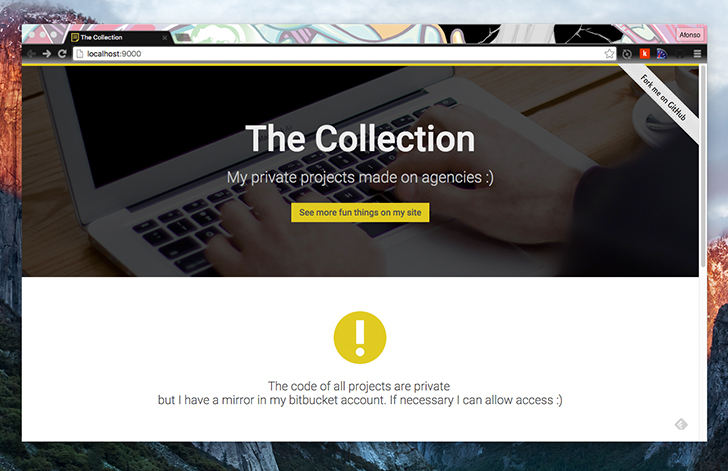 The Collection
Afonso
localhost:9000
k
Fork me on GitHub
The Collection
My private projects made on agencies :)
See more fun things on my site
The code of all projects are private
but I have a mirror in my bitbucket account. If necessary I can allow access :)